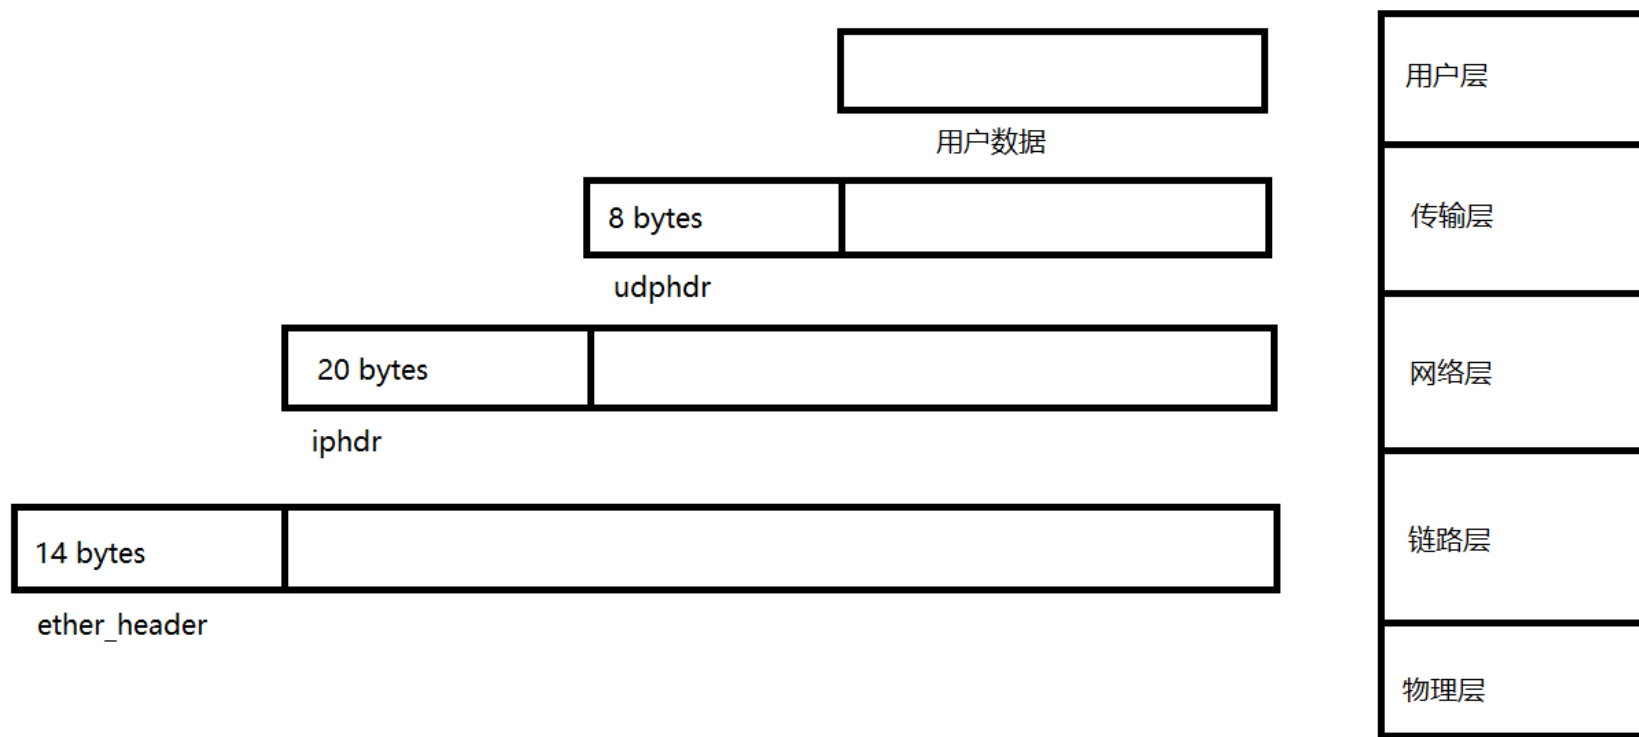 用户层
用户数据
8 bytes
传输层
udphdr
20 bytes
网络层
iphdr
14 bytes
链路层
ether_header
物理层